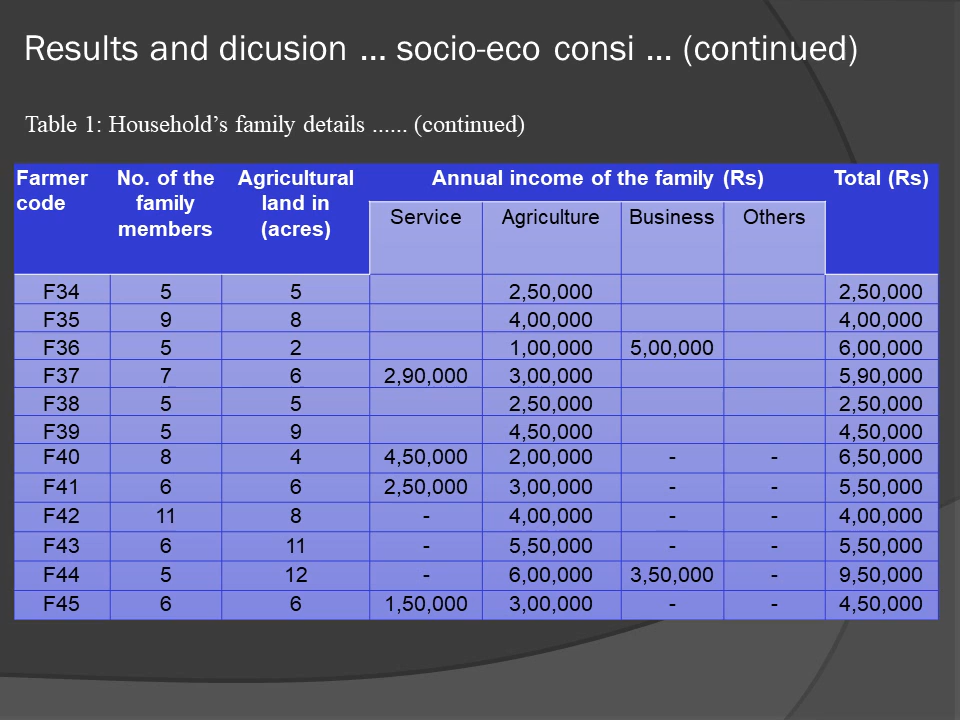 Results and dicusion ... socio-eco consi ... (continued)
Table 1: Household’s family details ...... (continued)
Farmer code No. of the family members Agricultural land in (acres) Annual income of the family (Rs) Total (Rs)
Service Agriculture Business Others
F34 5 5 2,50,000 2,50,000
F35 9 8 4,00,000 4,00,000
F36 5 2 1,00,000 5,00,000 6,00,000
F37 7 6 2,90,000 3,00,000 5,90,000
F38 5 5 2,50,000 2,50,000
F39 5 9 4,50,000 4,50,000
F40 8 4 4,50,000 2,00,000 - - 6,50,000
F41 6 6 2,50,000 3,00,000 - - 5,50,000
F42 11 8 - 4,00,000 - - 4,00,000
F43 6 11 - 5,50,000 - - 5,50,000
F44 5 12 - 6,00,000 3,50,000 - 9,50,000
F45 6 6 1,50,000 3,00,000 - - 4,50,000